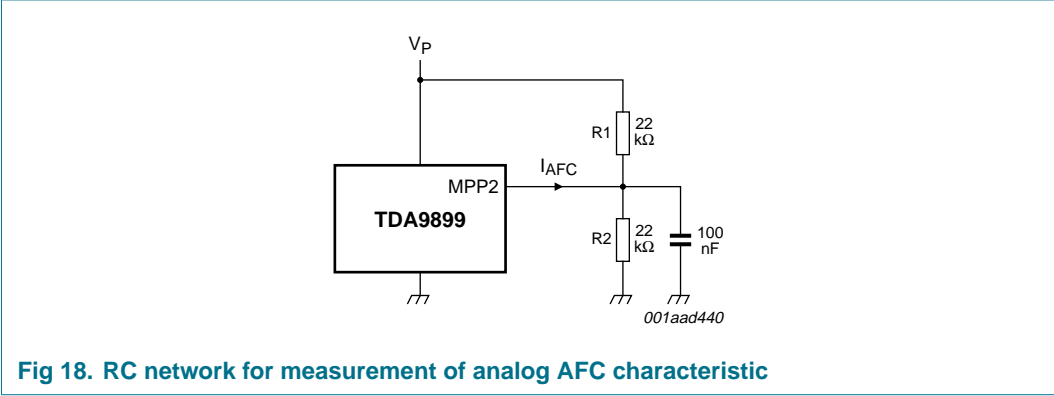 VP
R1 22
kΩ
IAFC
MPP2
TDA9899
R2 22
kΩ
100
nF
001aad440
Fig 18. RC network for measurement of analog AFC characteristic